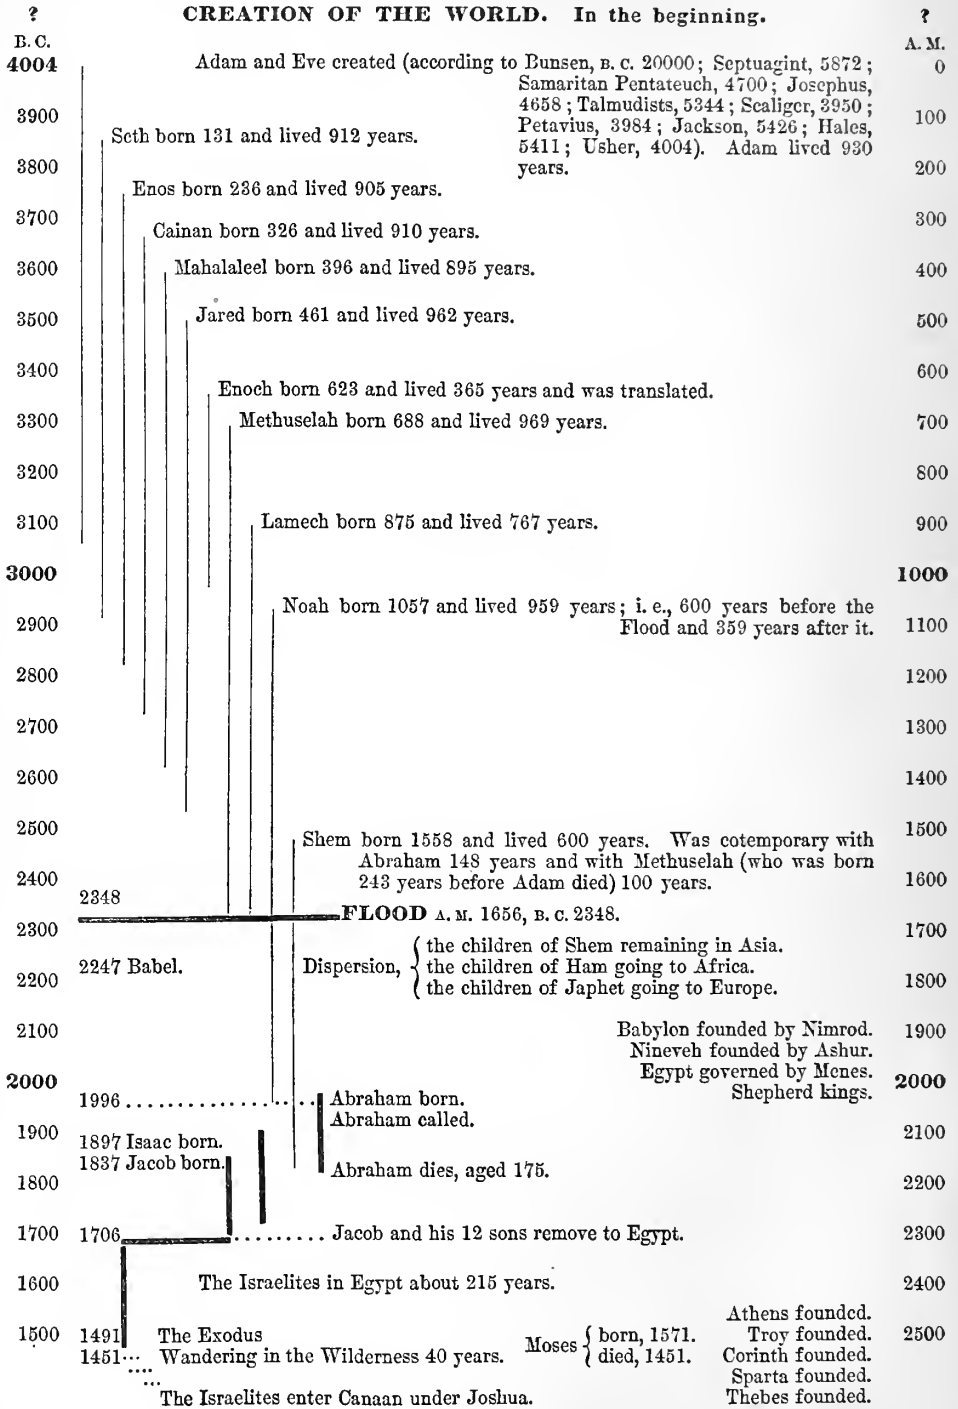 ? CREATION OF THE WORLD. In the beginning. ?
B. C. A. M.
4004 Adam and Eve created (according to Bunsen, B. C. 20000; Septuagint, 5872; 0
Samaritan Pentateuch, 4700; Josephus,
4658; Talmudists, 5344; Scaliger, 3950;
3900 Petavius, 3984; Jackson, 5426; Hales, 100
Seth born 131 and lived 912 years.
5411; Usher, 4004). Adam lived 930
3800 years. 200
Enos born 236 and lived 905 years.
3700 300
Cainan born 326 and lived 910 years.
3600 Mahalaleel born 396 and lived 895 years. 400
3500 Jared born 461 and lived 962 years. 500
3400 600
Enoch born 623 and lived 365 years and was translated.
3300 Methuselah born 688 and lived 969 years. 700
3200 800
3100 Lamech born 875 and lived 767 years. 900
3000 1000
Noah born 1057 and lived 959 years; i. e., 600 years before the
2900 Flood and 359 years after it. 1100
2800 1200
2700 1300
2600 1400
2500 1500
Shem born 1558 and lived 600 years. Was cotemporary with
Abraham 148 years and with Methuselah (who was born
2400 243 years before Adam died) 100 years. 1600
2348
FLOOD A. M. 1656, B. C. 2348.
2300 1700
the children of Shem remaining in Asia.
2247 Babel. Dispersion, the children of Ham going to Africa.
2200 the children of Japhet going to Europe. 1800
2100 Babylon founded by Nimrod. 1900
Nineveh founded by Ashur.
Egypt governed by Menes.
2000 Shepherd kings. 2000
1996 .................. Abraham born.
Abraham called.
1900 2100
1897 Isaac born.
1837 Jacob born.
Abraham dies, aged 175.
1800 2200
1700 1706 ......... Jacob and his 12 sons remove to Egypt. 2300
1600 The Israelites in Egypt about 215 years. 2400
Athens founded.
1500 1491 The Exodus Moses born, 1571. Troy founded. 2500
1451 ... Wandering in the Wilderness 40 years. died, 1451. Corinth founded.
Sparta founded.
The Israelites enter Canaan under Joshua. Thebes founded.